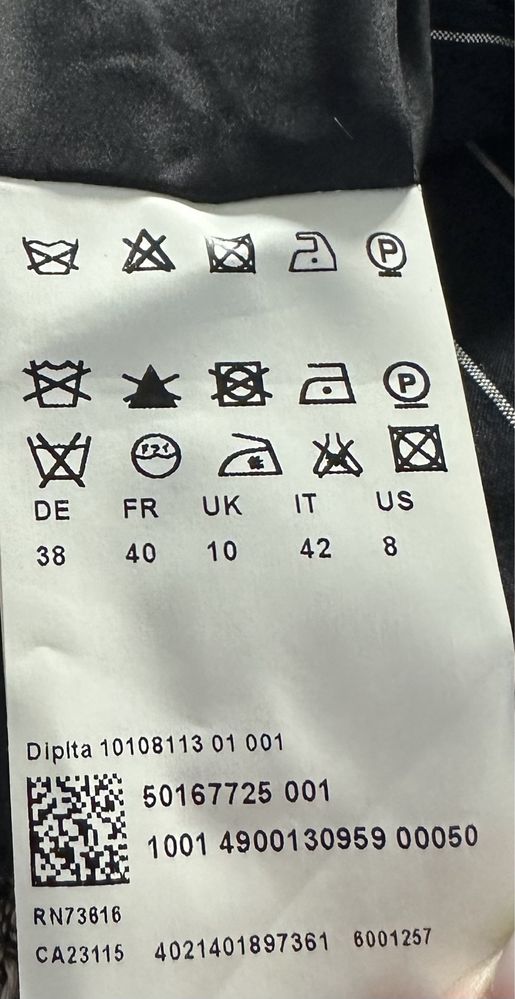 P
P
DE FR UK IT US
38 40 10 42 8
Diplta 10108113 01 001
50167725 001
1001 4900130959 00050
RN73616
CA23115 4021401897361 6001257